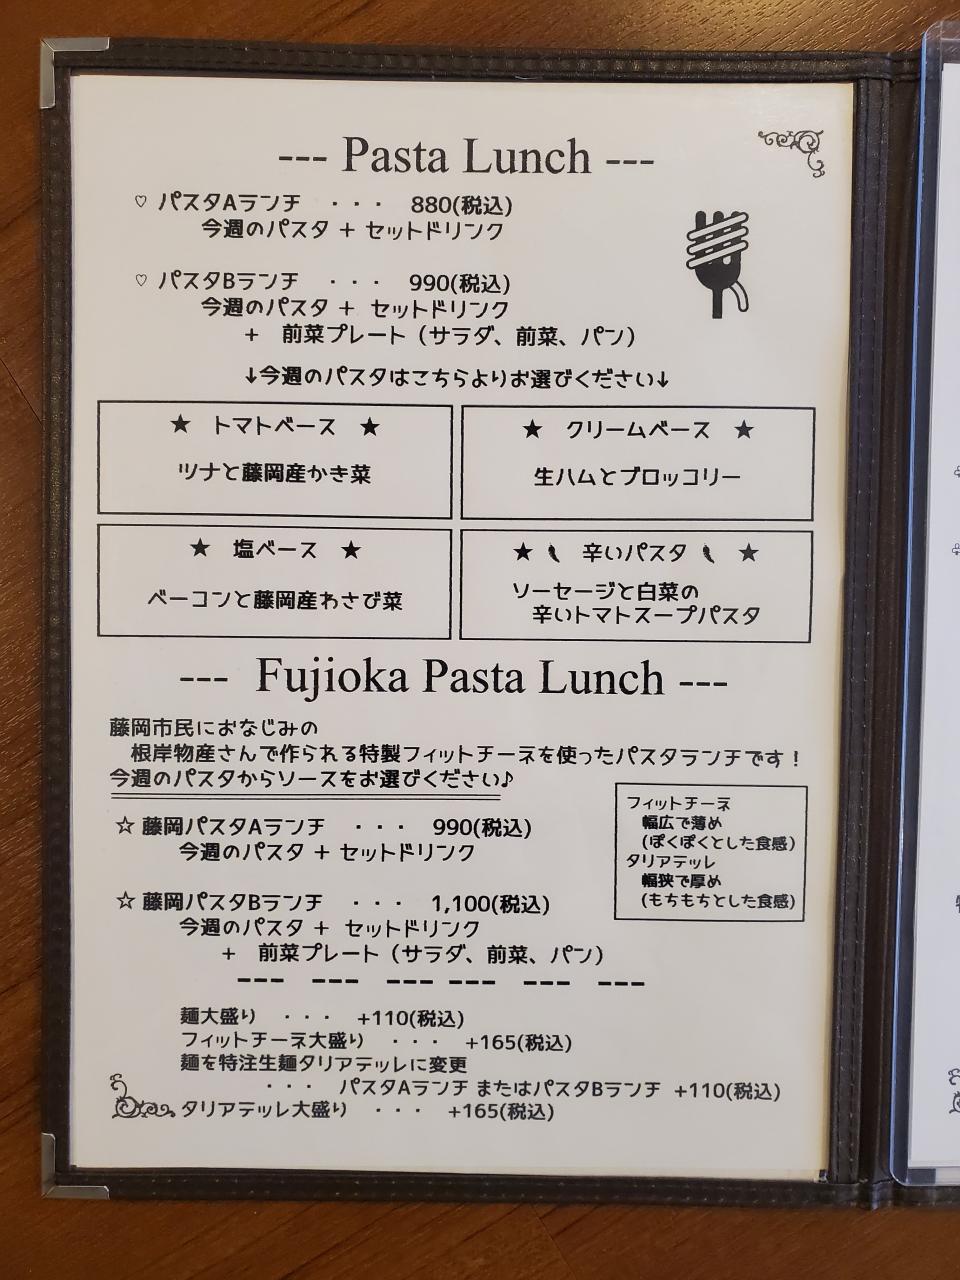 --- Pasta Lunch ---
♡ パスタAランチ ・・・ 880(税込)
今週のパスタ + セットドリンク
♡ パスタBランチ ・・・ 990(税込)
今週のパスタ + セットドリンク
+ 前菜プレート（サラダ、前菜、パン）
↓今週のパスタはこちらよりお選びください↓
★ トマトベース ★
ツナと藤岡産かき菜
★ クリームベース ★
生ハムとブロッコリー
★ 塩ベース ★
ベーコンと藤岡産わさび菜
★ 辛いパスタ ★
ソーセージと白菜の
辛いトマトスープパスタ
--- Fujioka Pasta Lunch ---
藤岡市民におなじみの
根岸物産さんで作られる特製フィットチーネを使ったパスタランチです！
今週のパスタからソースをお選びください♪
☆ 藤岡パスタAランチ ・・・ 990(税込)
今週のパスタ + セットドリンク
☆ 藤岡パスタBランチ ・・・ 1,100(税込)
今週のパスタ + セットドリンク
+ 前菜プレート（サラダ、前菜、パン）
フィットチーネ
幅広で薄め
(ぽくぽくとした食感)
タリアテッレ
幅狭で厚め
(もちもちとした食感)
--- --- --- --- --- ---
麺大盛り ・・・ +110(税込)
フィットチーネ大盛り ・・・ +165(税込)
麺を特注生麺タリアテッレに変更
・・・ パスタAランチ またはパスタBランチ +110(税込)
タリアテッレ大盛り ・・・ +165(税込)